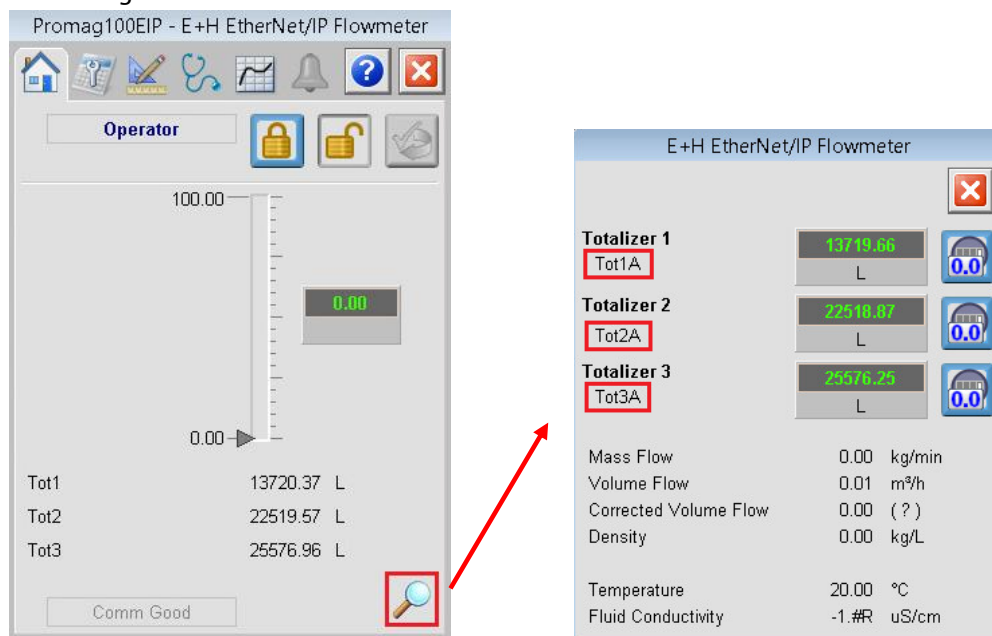 Promag100EIP - E+H EtherNet/IP Flowmeter
?
Operator
100.00
0.00
0.00
Tot1 13720.37 L
Tot2 22519.57 L
Tot3 25576.96 L
Comm Good
E+H EtherNet/IP Flowmeter
Totalizer 1
Tot1A
13719.66
L
0.0
Totalizer 2
Tot2A
22518.87
L
0.0
Totalizer 3
Tot3A
25576.25
L
0.0
Mass Flow 0.00 kg/min
Volume Flow 0.01 m³/h
Corrected Volume Flow 0.00 (?)
Density 0.00 kg/L
Temperature 20.00 °C
Fluid Conductivity -1.#R uS/cm